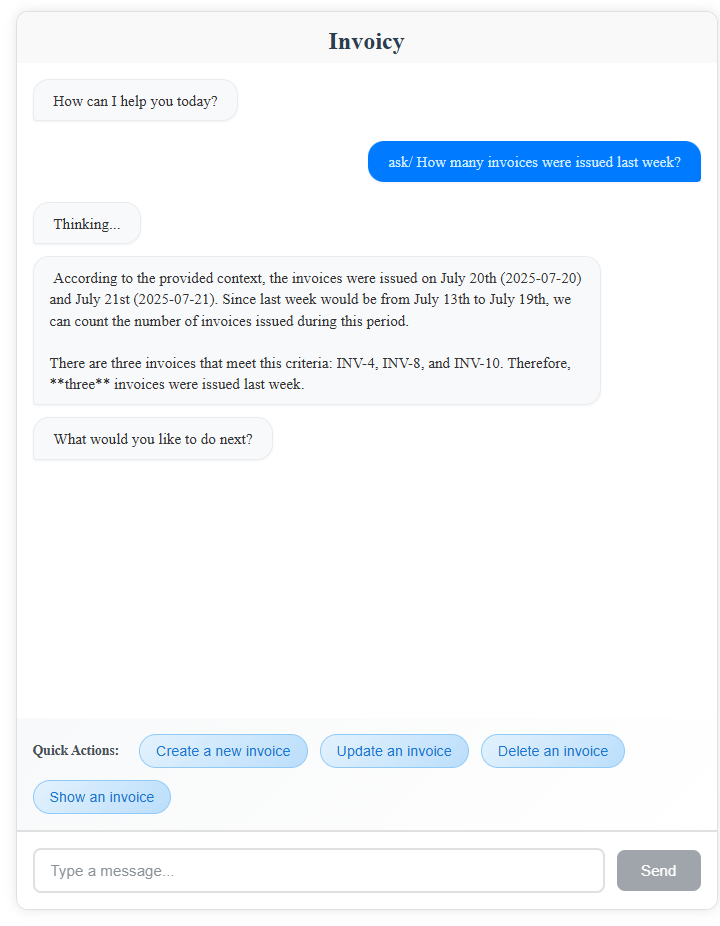 Invoicy
How can I help you today?
ask/ How many invoices were issued last week?
Thinking...
According to the provided context, the invoices were issued on July 20th (2025-07-20)
and July 21st (2025-07-21). Since last week would be from July 13th to July 19th, we
can count the number of invoices issued during this period.
There are three invoices that meet this criteria: INV-4, INV-8, and INV-10. Therefore,
**three** invoices were issued last week.
What would you like to do next?
Quick Actions: Create a new invoice Update an invoice Delete an invoice
Show an invoice
Type a message... Send